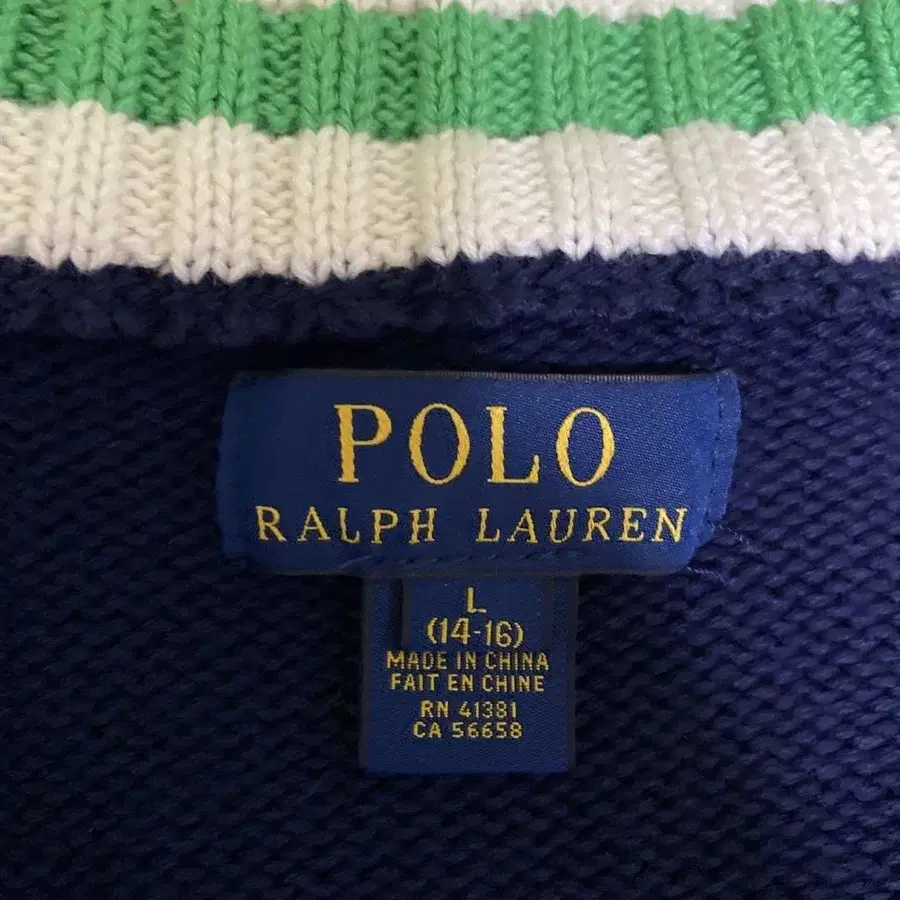 POLO
RALPH LAUREN
L
(14-16)
MADE IN CHINA
FAIT EN CHINE
RN 41381
CA 56658